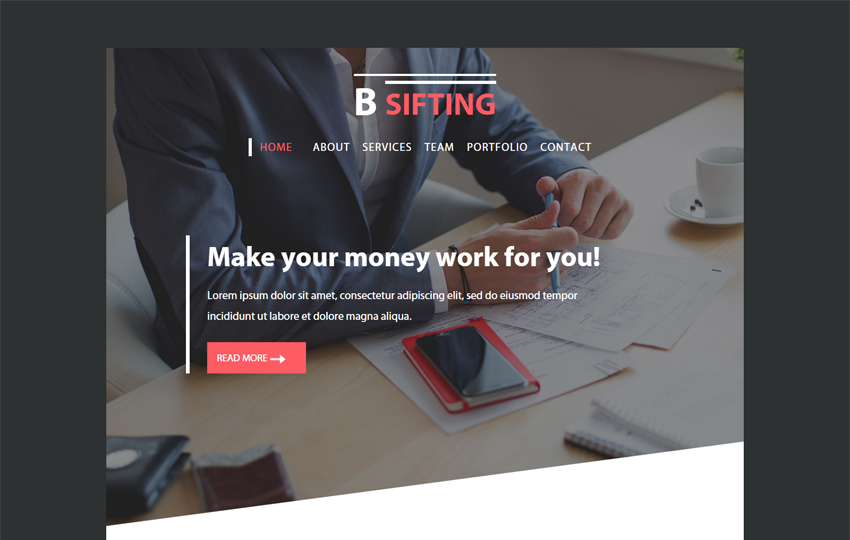 B SIFTING
HOME ABOUT SERVICES TEAM PORTFOLIO CONTACT
Make your money work for you!
Lorem ipsum dolor sit amet, consectetur adipiscing elit, sed do eiusmod tempor
incididunt ut labore et dolore magna aliqua.
READ MORE